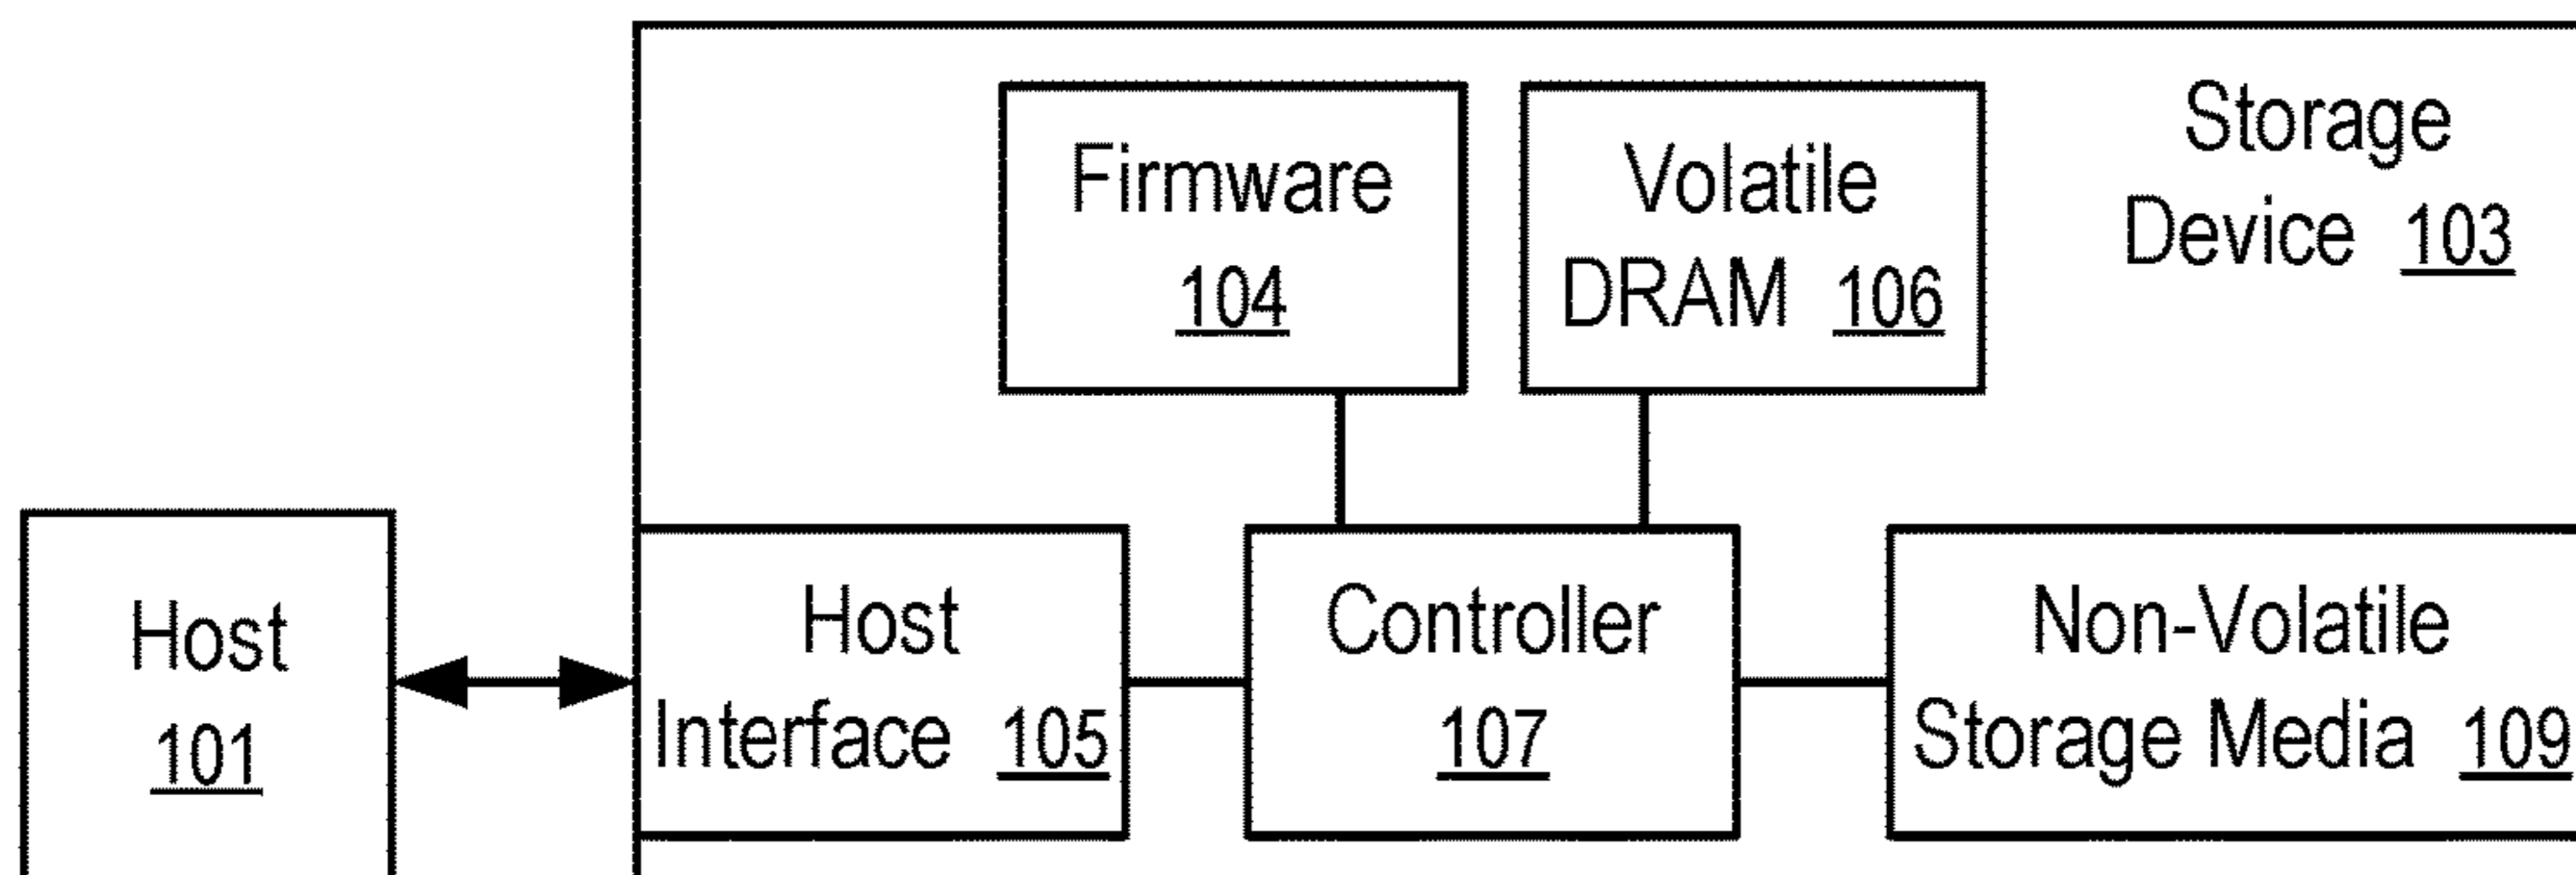 Storage
Device 103
Firmware
104
Volatile
DRAM 106
Host
101
Host
Interface 105
Controller
107
Non-Volatile
Storage Media 109